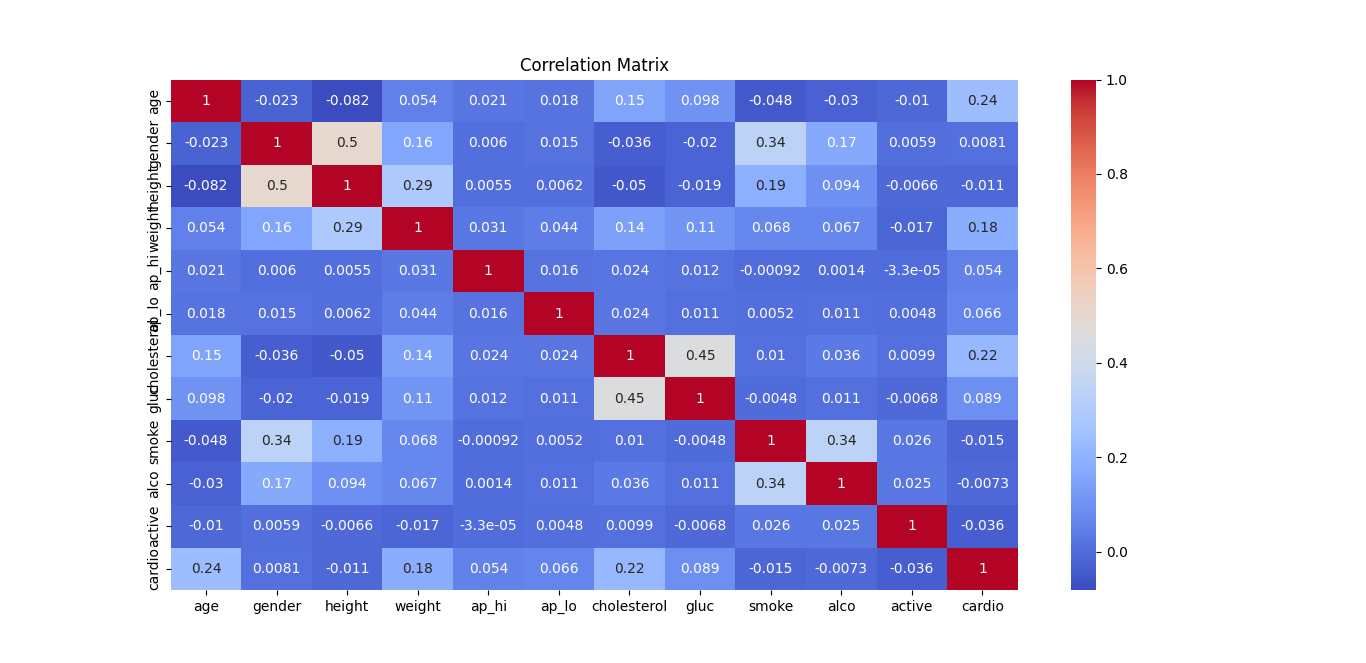 Correlation Matrix
age 1 -0.023 -0.082 0.054 0.021 0.018 0.15 0.098 -0.048 -0.03 -0.01 0.24
gender -0.023 1 0.5 0.16 0.006 0.015 -0.036 -0.02 0.34 0.17 0.0059 0.0081
height -0.082 0.5 1 0.29 0.0055 0.0062 -0.05 -0.019 0.19 0.094 -0.0066 -0.011
weight 0.054 0.16 0.29 1 0.031 0.044 0.14 0.11 0.068 0.067 -0.017 0.18
ap_hi 0.021 0.006 0.0055 0.031 1 0.016 0.024 0.012 -0.00092 0.0014 -3.3e-05 0.054
ap_lo 0.018 0.015 0.0062 0.044 0.016 1 0.024 0.011 0.0052 0.011 0.0048 0.066
cholesterol 0.15 -0.036 -0.05 0.14 0.024 0.024 1 0.45 0.01 0.036 0.0099 0.22
gluc 0.098 -0.02 -0.019 0.11 0.012 0.011 0.45 1 -0.0048 0.011 -0.0068 0.089
smoke -0.048 0.34 0.19 0.068 -0.00092 0.0052 0.01 -0.0048 1 0.34 0.026 -0.015
alco -0.03 0.17 0.094 0.067 0.0014 0.011 0.036 0.011 0.34 1 0.025 -0.0073
active -0.01 0.0059 -0.0066 -0.017 -3.3e-05 0.0048 0.0099 -0.0068 0.026 0.025 1 -0.036
cardio 0.24 0.0081 -0.011 0.18 0.054 0.066 0.22 0.089 -0.015 -0.0073 -0.036 1
age gender height weight ap_hi ap_lo cholesterol gluc smoke alco active cardio
1.0
0.8
0.6
0.4
0.2
0.0